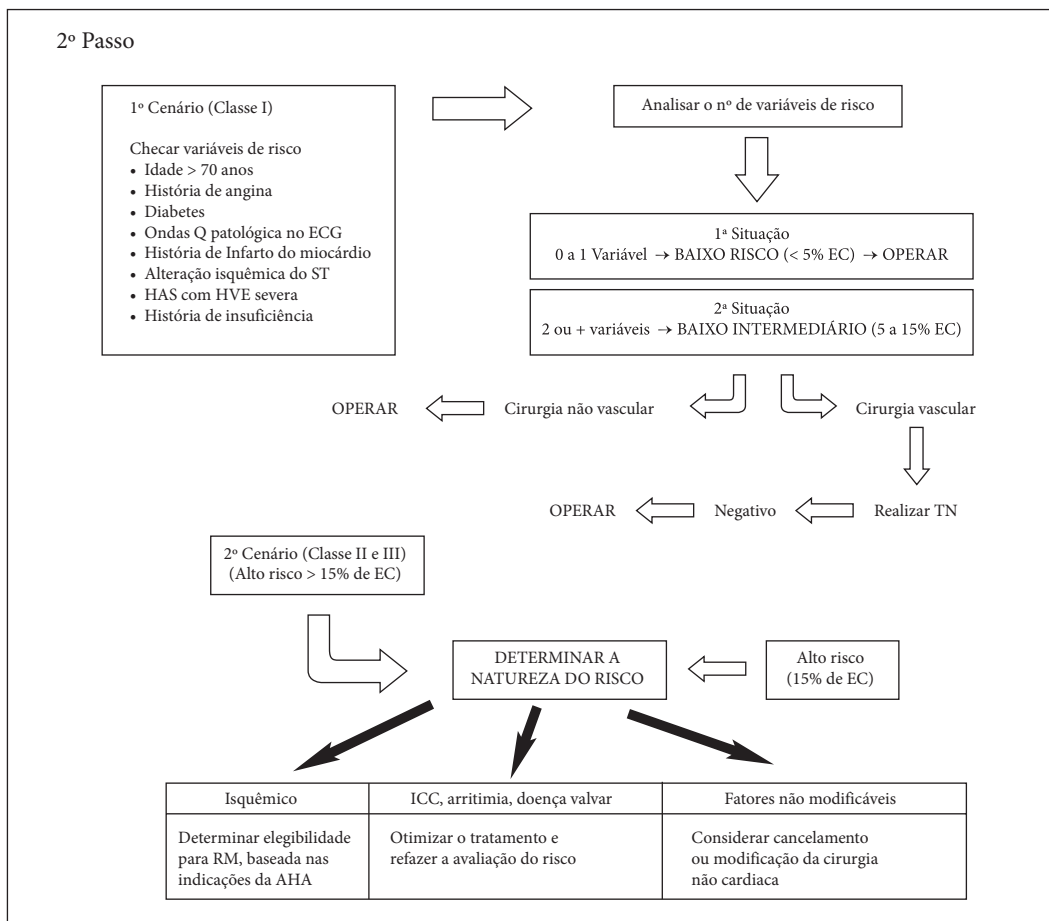 2º Passo
1º Cenário (Classe I)
Checar variáveis de risco
• Idade > 70 anos
• História de angina
• Diabetes
• Ondas Q patológica no ECG
• História de Infarto do miocárdio
• Alteração isquêmica do ST
• HAS com HVE severa
• História de insuficiência
Analisar o nº de variáveis de risco
1ª Situação
0 a 1 Variável → BAIXO RISCO (< 5% EC) → OPERAR
2ª Situação
2 ou + variáveis → BAIXO INTERMEDIÁRIO (5 a 15% EC)
OPERAR
Cirurgia não vascular
Cirurgia vascular
OPERAR
Negativo
Realizar TN
2º Cenário (Classe II e III)
(Alto risco > 15% de EC)
DETERMINAR A
NATUREZA DO RISCO
Alto risco
(15% de EC)
Isquêmico
Determinar elegibilidade
para RM, baseada nas
indicações da AHA
ICC, arritimia, doença valvar
Otimizar o tratamento e
refazer a avaliação do risco
Fatores não modificáveis
Considerar cancelamento
ou modificação da cirurgia
não cardiaca